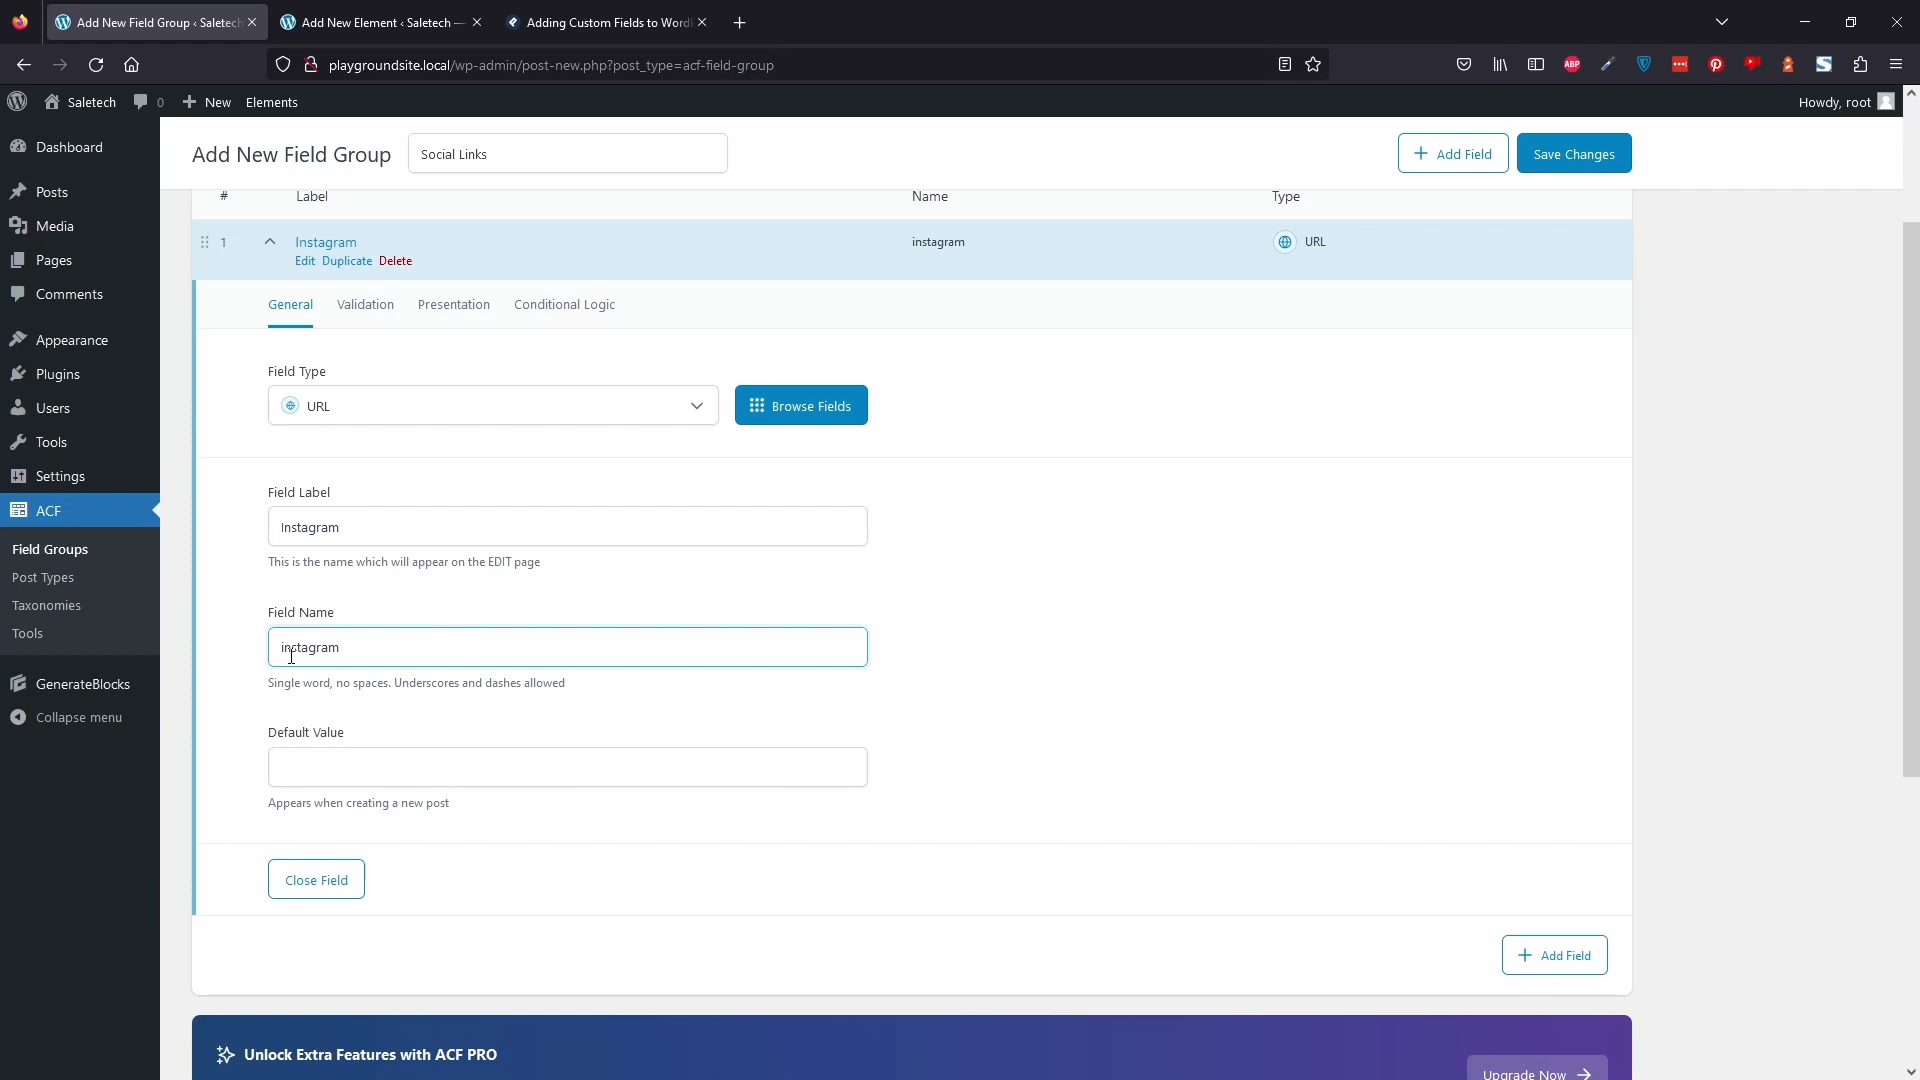 Add New Field Group ‹ Saletech
Add New Element ‹ Saletech —
Adding Custom Fields to Word
playgroundsite.local/wp-admin/post-new.php?post_type=acf-field-group
ABP
Saletech
0
New
Elements
Howdy, root
Dashboard
Posts
Media
Pages
Comments
Appearance
Plugins
Users
Tools
Settings
ACF
Field Groups
Post Types
Taxonomies
Tools
GenerateBlocks
Collapse menu
Add New Field Group
Social Links
+ Add Field
Save Changes
# Label Name Type
1 Instagram instagram URL
Edit Duplicate Delete
General Validation Presentation Conditional Logic
Field Type
URL
Browse Fields
Field Label
Instagram
This is the name which will appear on the EDIT page
Field Name
instagram
Single word, no spaces. Underscores and dashes allowed
Default Value
Appears when creating a new post
Close Field
+ Add Field
Unlock Extra Features with ACF PRO
Upgrade Now →